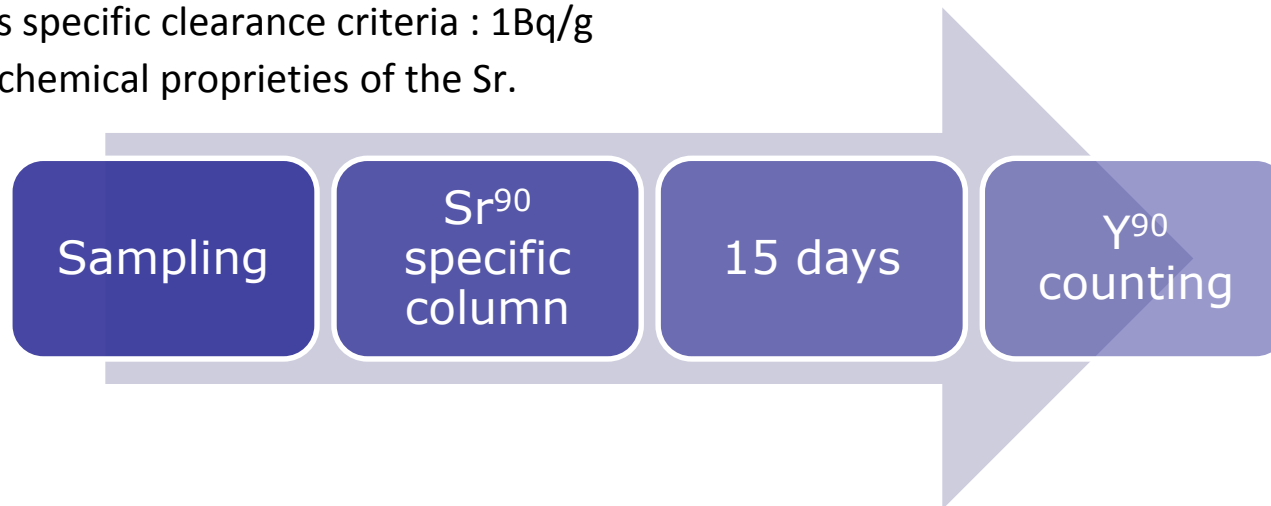 s specific clearance criteria : 1Bq/g
chemical proprieties of the Sr.
Sampling
Sr90
specific
column
15 days
Y90
counting